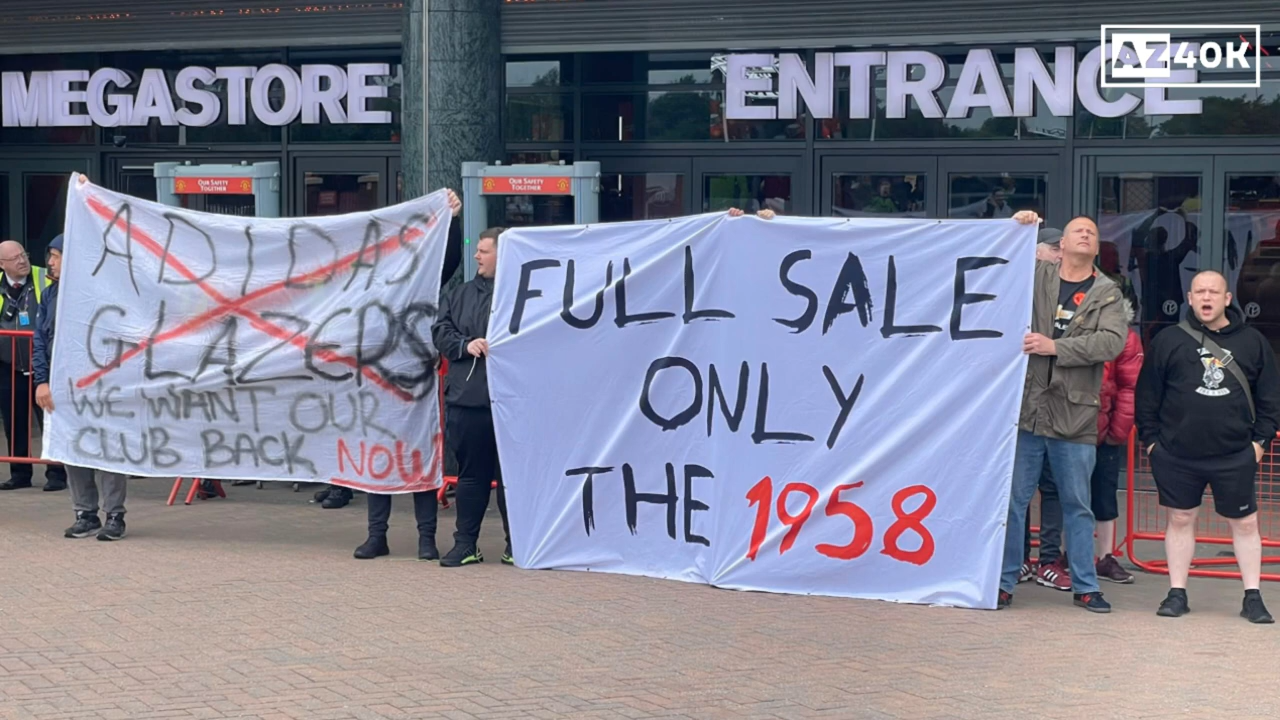 AZ40K
MEGASTORE
ENTRANCE
OUR SAFETY
TOGETHER
OUR SAFETY
TOGETHER
ADIDAS
GLAZERS
WE WANT OUR
CLUB BACK NOW
FULL SALE
ONLY
THE 1958